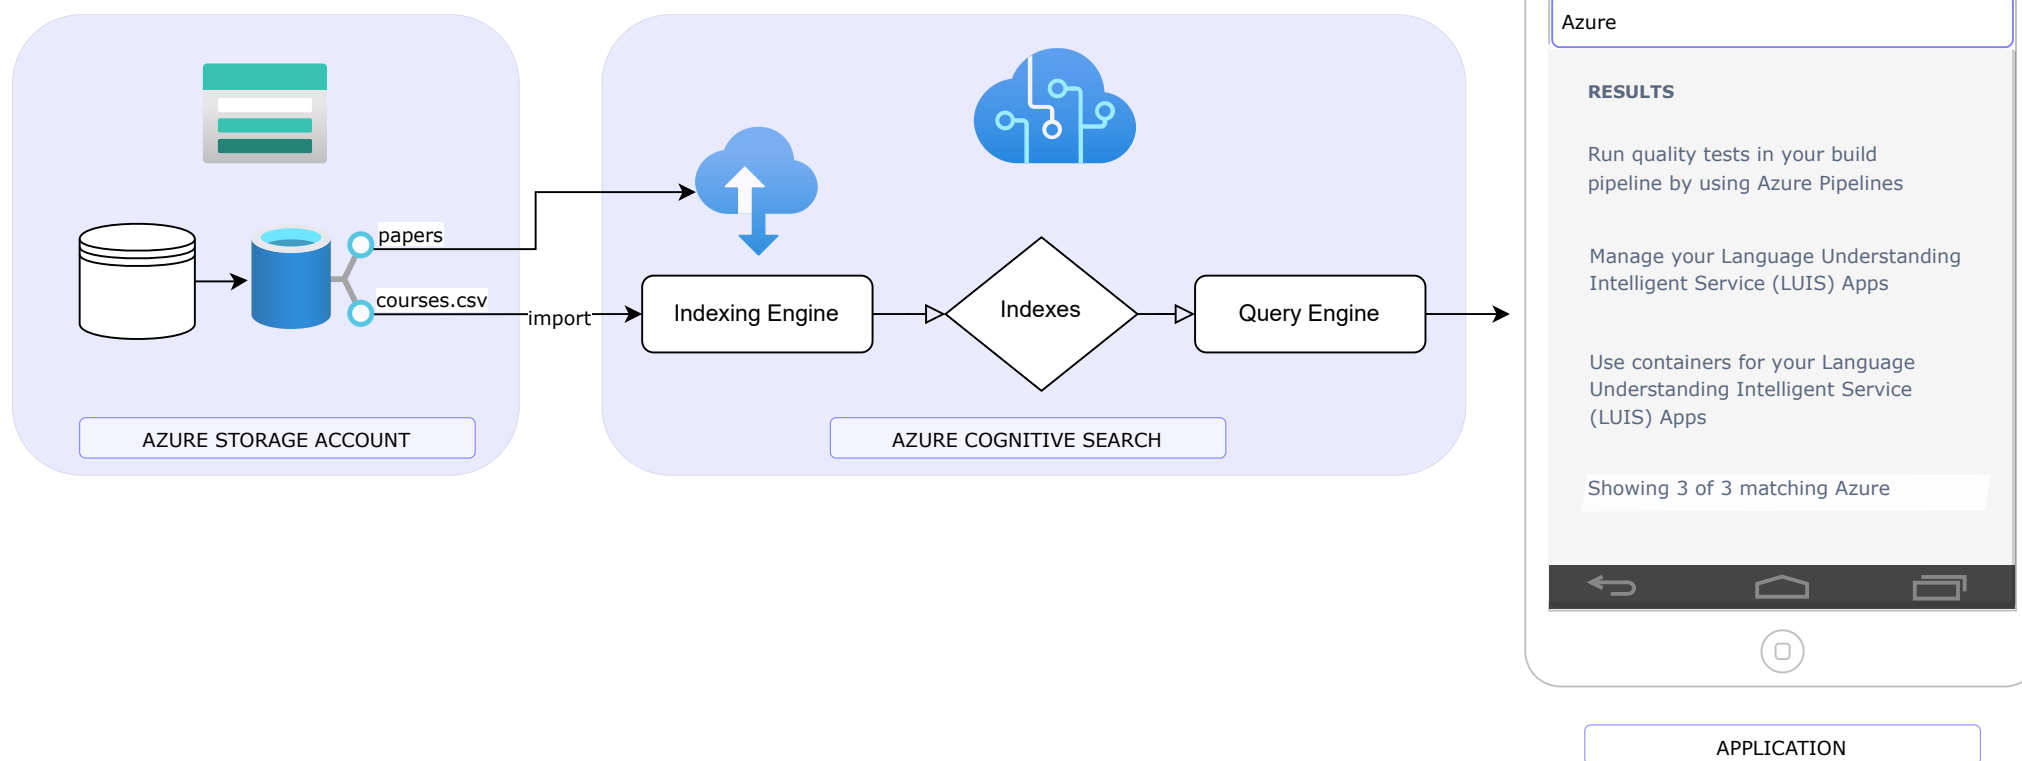 papers
courses.csv
import
AZURE STORAGE ACCOUNT
Indexing Engine
Indexes
Query Engine
AZURE COGNITIVE SEARCH
Azure
RESULTS
Run quality tests in your build
pipeline by using Azure Pipelines
Manage your Language Understanding
Intelligent Service (LUIS) Apps
Use containers for your Language
Understanding Intelligent Service
(LUIS) Apps
Showing 3 of 3 matching Azure
APPLICATION